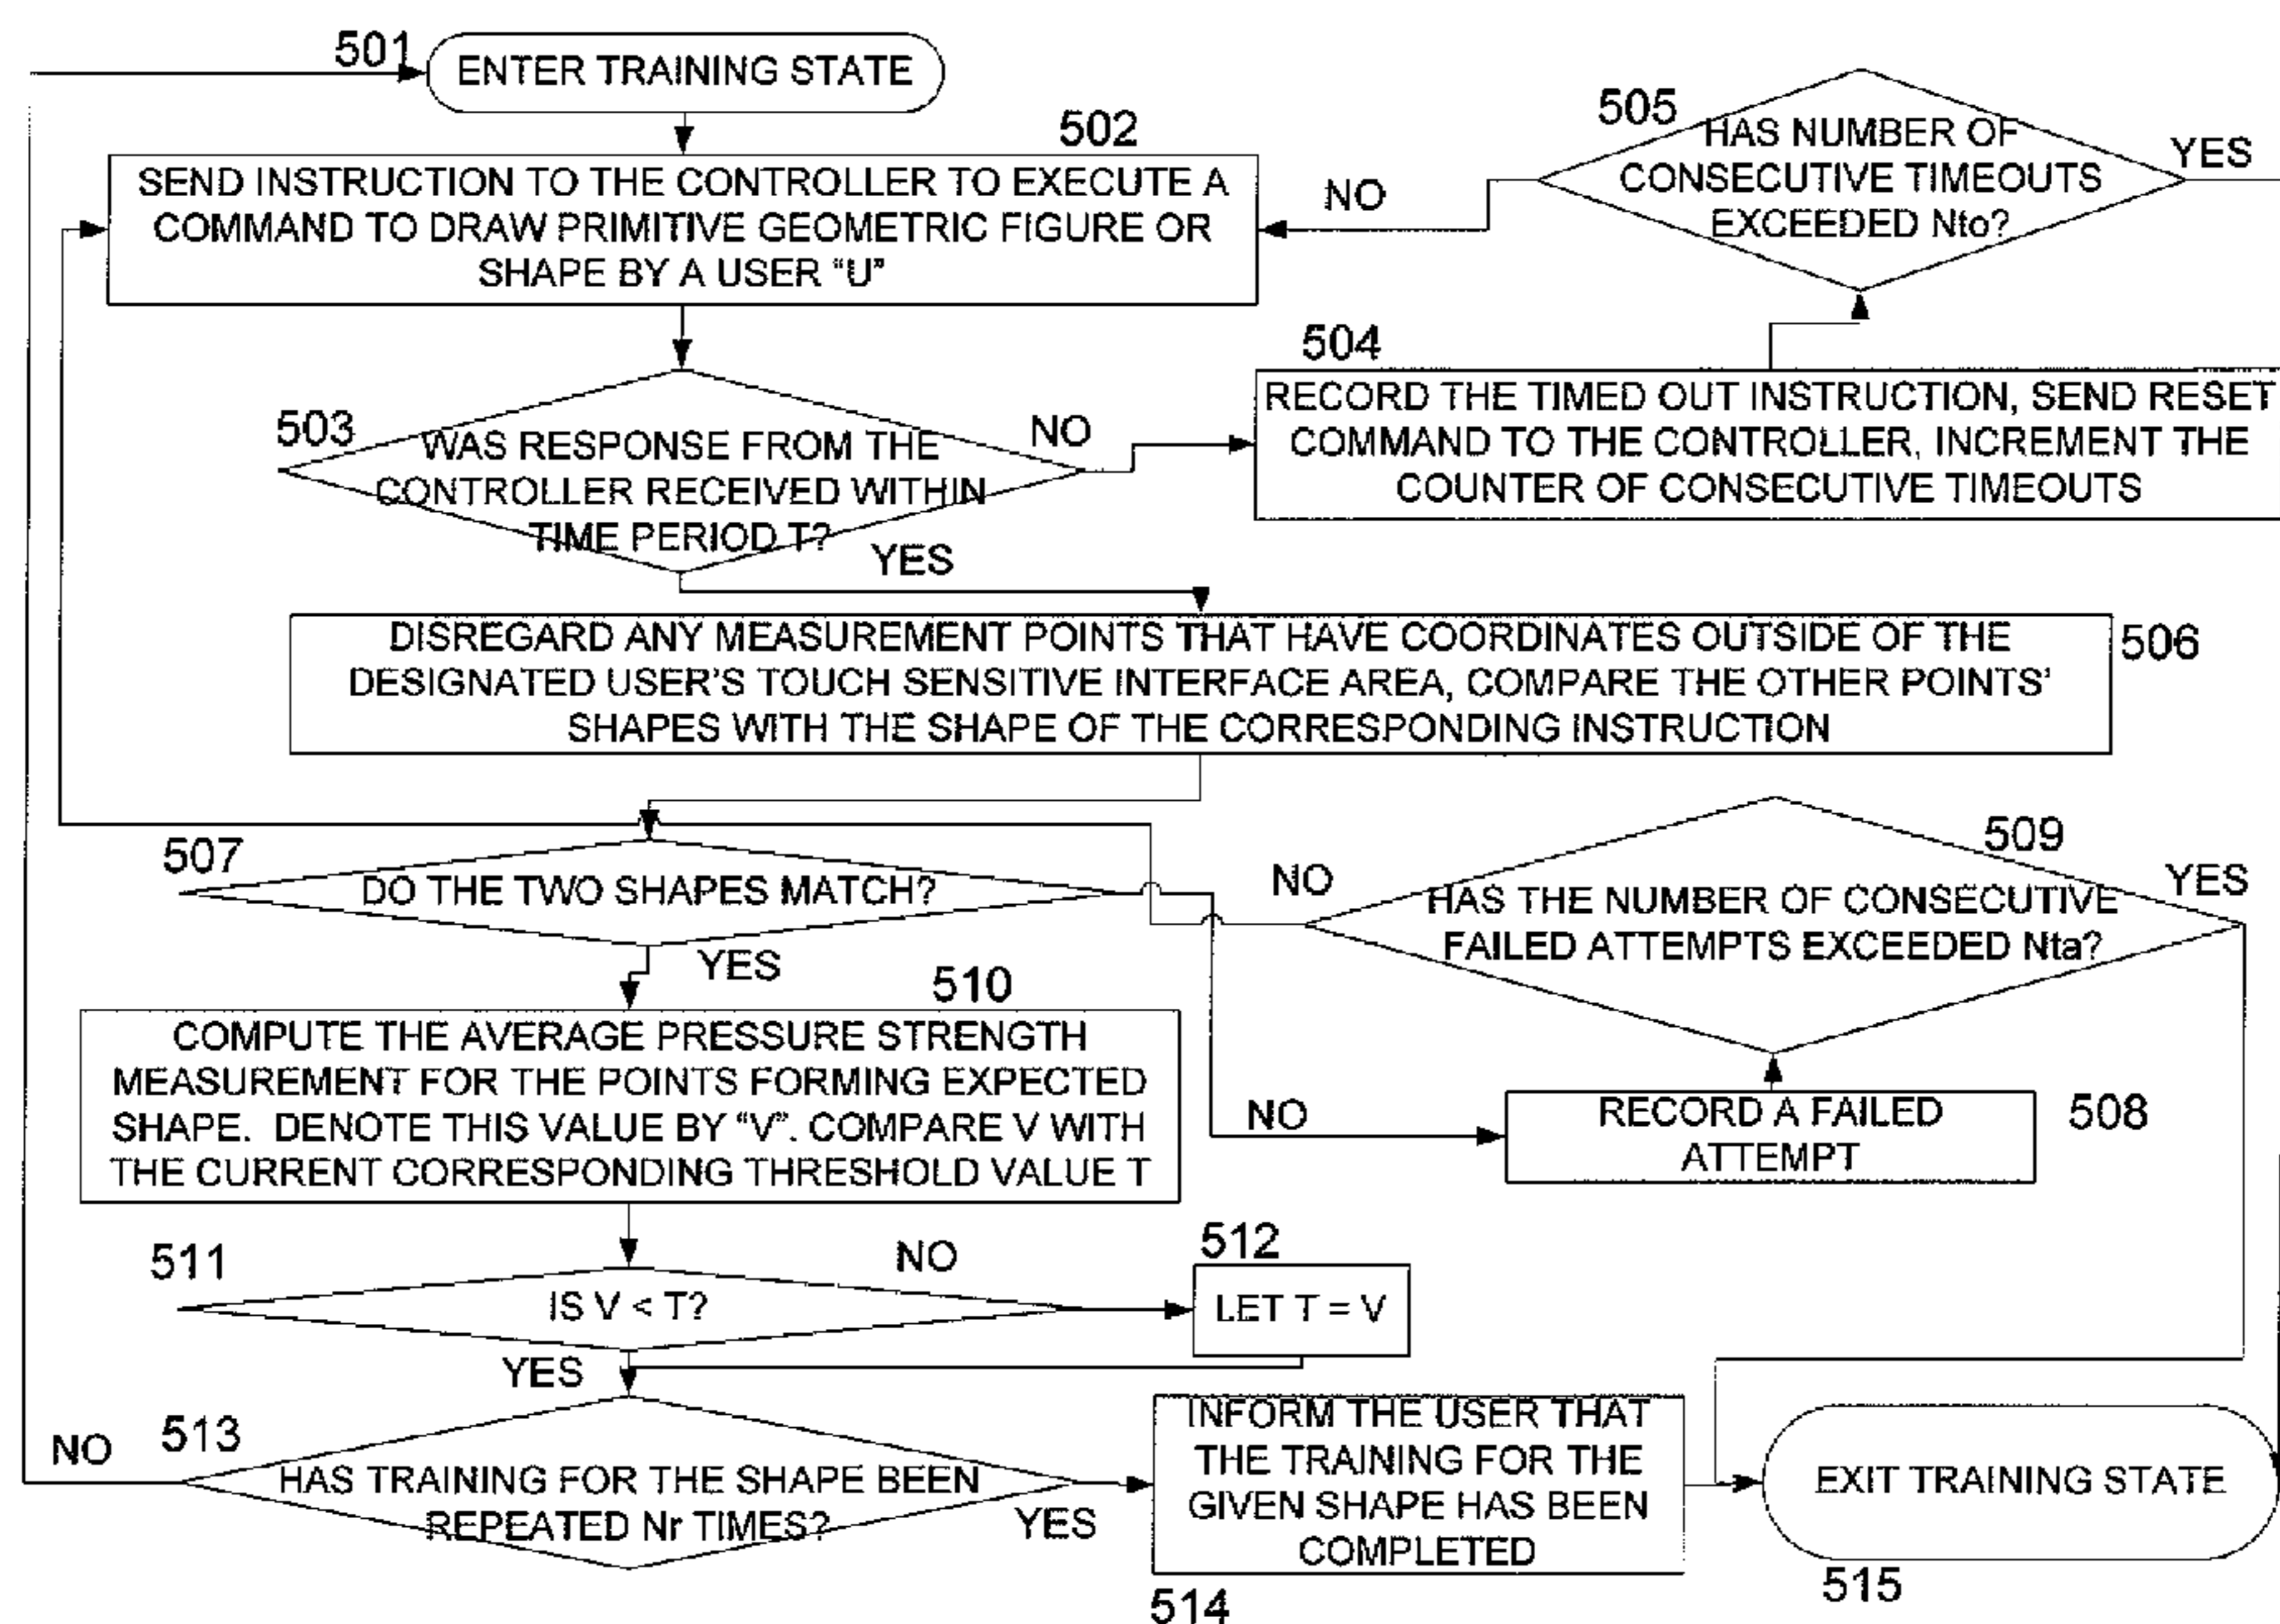 501
ENTER TRAINING STATE
502
SEND INSTRUCTION TO THE CONTROLLER TO EXECUTE A
COMMAND TO DRAW PRIMITIVE GEOMETRIC FIGURE OR
SHAPE BY A USER “U”
505
HAS NUMBER OF
CONSECUTIVE TIMEOUTS
EXCEEDED Nto?
YES
NO
503
WAS RESPONSE FROM THE
CONTROLLER RECEIVED WITHIN
TIME PERIOD T?
NO
YES
504
RECORD THE TIMED OUT INSTRUCTION, SEND RESET
COMMAND TO THE CONTROLLER, INCREMENT THE
COUNTER OF CONSECUTIVE TIMEOUTS
DISREGARD ANY MEASUREMENT POINTS THAT HAVE COORDINATES OUTSIDE OF THE
DESIGNATED USER’S TOUCH SENSITIVE INTERFACE AREA, COMPARE THE OTHER POINTS’
SHAPES WITH THE SHAPE OF THE CORRESPONDING INSTRUCTION
506
507
DO THE TWO SHAPES MATCH?
YES
NO
509
HAS THE NUMBER OF CONSECUTIVE
FAILED ATTEMPTS EXCEEDED Nta?
YES
510
COMPUTE THE AVERAGE PRESSURE STRENGTH
MEASUREMENT FOR THE POINTS FORMING EXPECTED
SHAPE. DENOTE THIS VALUE BY “V”. COMPARE V WITH
THE CURRENT CORRESPONDING THRESHOLD VALUE T
NO
RECORD A FAILED
ATTEMPT
508
511
IS V < T?
NO
YES
512
LET T = V
NO
513
HAS TRAINING FOR THE SHAPE BEEN
REPEATED Nr TIMES?
YES
INFORM THE USER THAT
THE TRAINING FOR THE
GIVEN SHAPE HAS BEEN
COMPLETED
514
EXIT TRAINING STATE
515